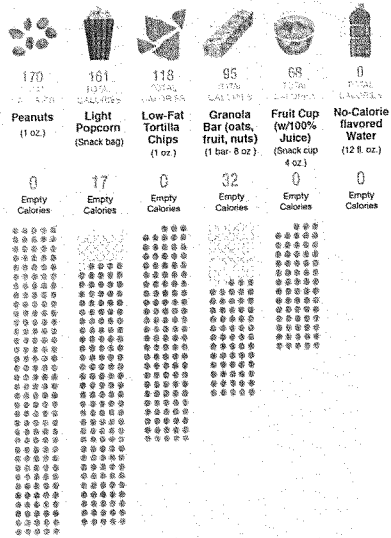 170 161 118 95 68 0
TOTAL CALORIES TOTAL CALORIES TOTAL CALORIES TOTAL CALORIES TOTAL CALORIES TOTAL CALORIES
Peanuts
(1 oz.)
Light
Popcorn
(Snack bag)
Low-Fat
Tortilla
Chips
(1 oz.)
Granola
Bar (oats,
fruit, nuts)
(1 bar- 8 oz.)
Fruit Cup
(w/100%
Juice)
(Snack cup
4 oz.)
No-Calorie
flavored
Water
(12 fl. oz.)
0
Empty
Calories
17
Empty
Calories
0
Empty
Calories
32
Empty
Calories
0
Empty
Calories
0
Empty
Calories